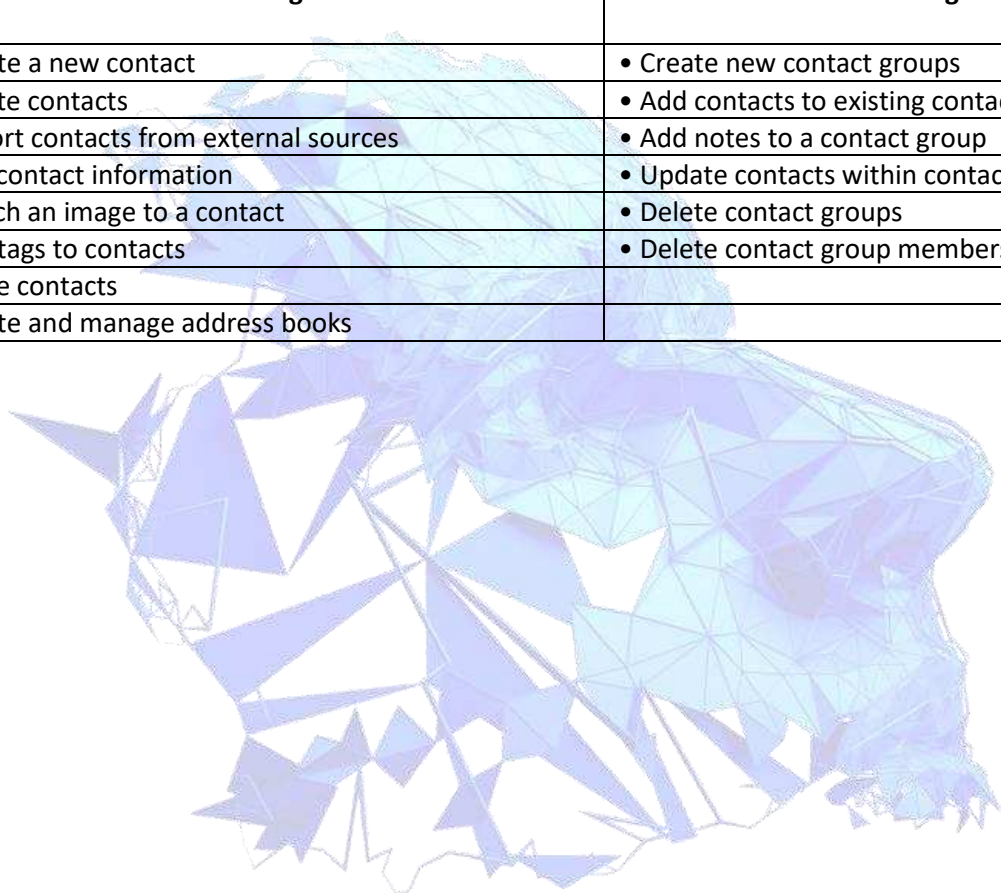 te a new contact
• Create new contact groups
te contacts
• Add contacts to existing contac
ort contacts from external sources
• Add notes to a contact group
contact information
• Update contacts within contac
ch an image to a contact
• Delete contact groups
tags to contacts
• Delete contact group members
e contacts
te and manage address books